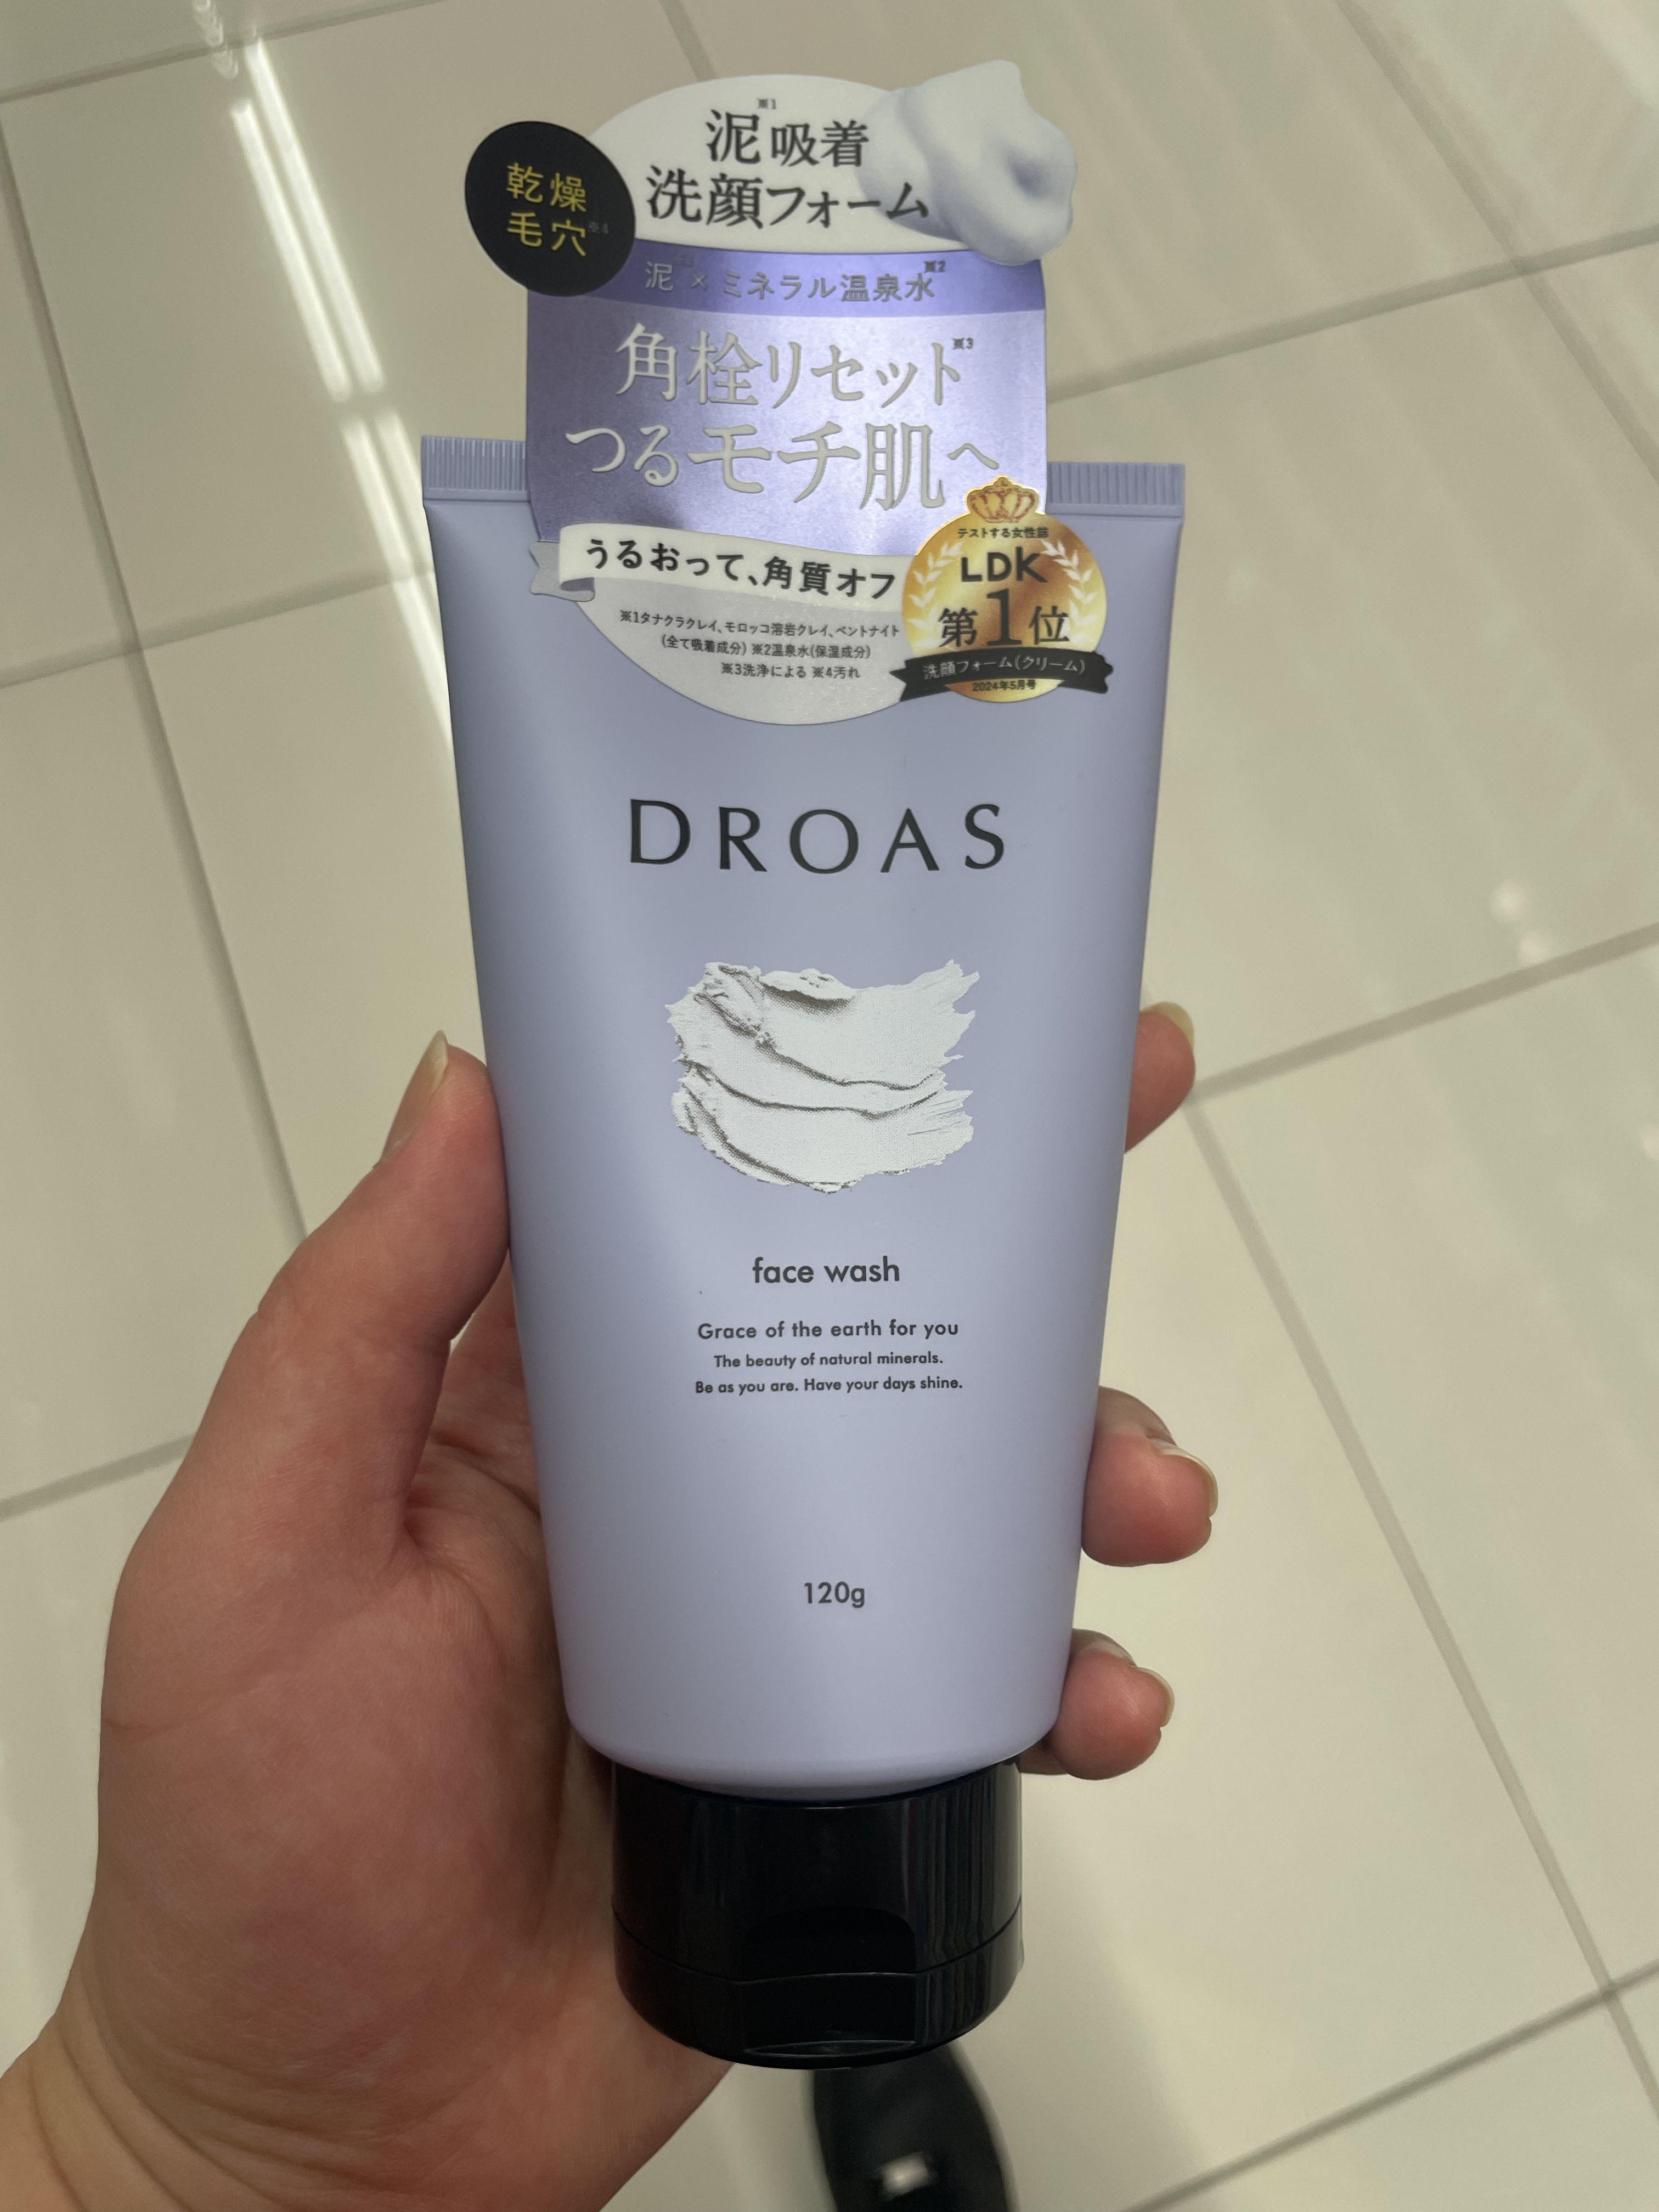 ※1
泥吸着
洗顔フォーム
乾燥
毛穴※4
泥※1×ミネラル温泉水※2
角栓リセット※3
つるモチ肌へ
うるおって、角質オフ
※1タナクラクレイ、モロッコ溶岩クレイ、ベントナイト
(全て吸着成分) ※2温泉水(保湿成分)
※3洗浄による ※4汚れ
テストする女性誌
LDK
第1位
洗顔フォーム(クリーム)
2024年5月号
DROAS
face wash
Grace of the earth for you
The beauty of natural minerals.
Be as you are. Have your days shine.
120g